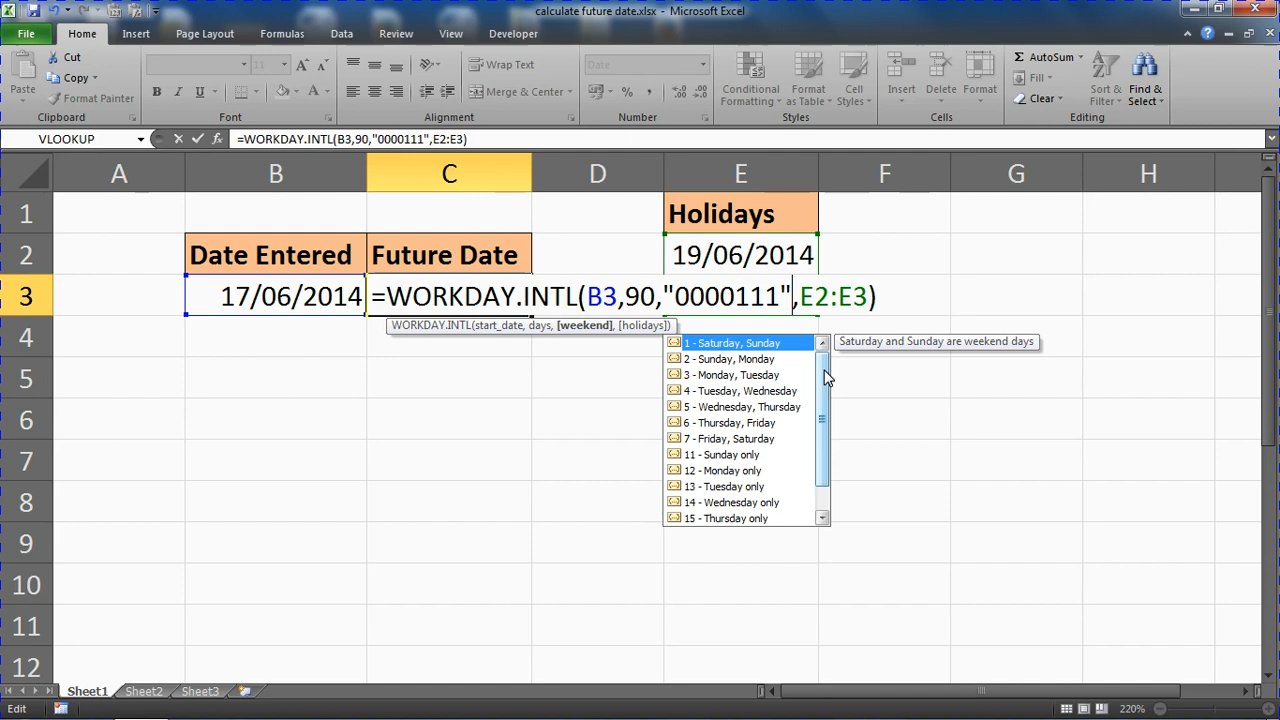 calculate future date.xlsx - Microsoft Excel
File Home Insert Page Layout Formulas Data Review View Developer
Cut
Copy
Format Painter
Paste
Clipboard
11
Font
Wrap Text
Merge & Center
Alignment
Date
Number
Conditional Formatting
Format as Table
Cell Styles
Styles
Insert Delete Format
Cells
AutoSum
Fill
Clear
Sort & Filter
Find & Select
Editing
VLOOKUP
=WORKDAY.INTL(B3,90,"0000111",E2:E3)
A B C D E F G H
1 Holidays
2 Date Entered Future Date 19/06/2014
3 17/06/2014 =WORKDAY.INTL(B3,90,"0000111",E2:E3)
WORKDAY.INTL(start_date, days, [weekend], [holidays])
1 - Saturday, Sunday
Saturday and Sunday are weekend days
2 - Sunday, Monday
3 - Monday, Tuesday
4 - Tuesday, Wednesday
5 - Wednesday, Thursday
6 - Thursday, Friday
7 - Friday, Saturday
11 - Sunday only
12 - Monday only
13 - Tuesday only
14 - Wednesday only
15 - Thursday only
4
5
6
7
8
9
10
11
12
Sheet1 Sheet2 Sheet3
Edit 220%